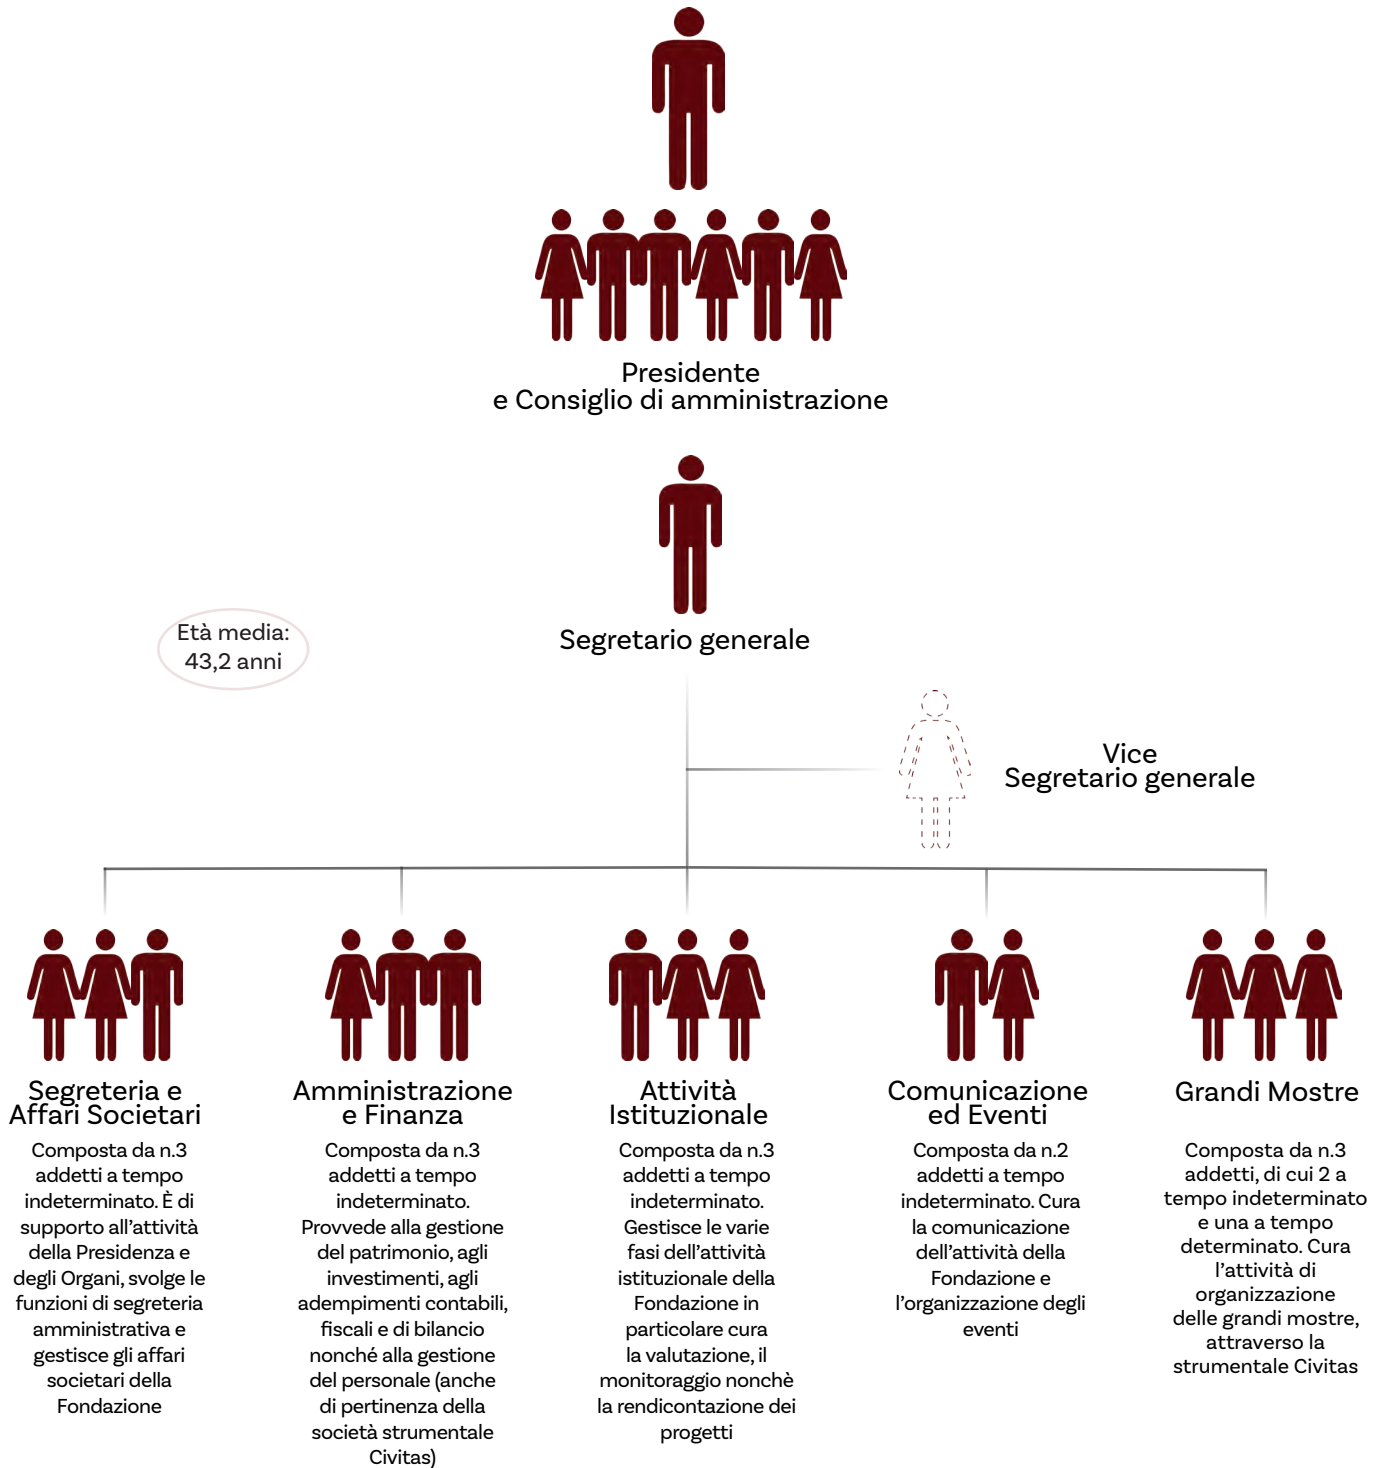 Presidente
e Consiglio di amministrazione
Segretario generale
Età media:
43,2 anni
Vice
Segretario generale
Segreteria e
Affari Societari
Composta da n.3
addetti a tempo
indeterminato. È di
supporto all'attività
della Presidenza e
degli Organi, svolge le
funzioni di segreteria
amministrativa e
gestisce gli affari
societari della
Fondazione
Amministrazione
e Finanza
Composta da n.3
addetti a tempo
indeterminato.
Provvede alla gestione
del patrimonio, agli
investimenti, agli
adempimenti contabili,
fiscali e di bilancio
nonché alla gestione
del personale (anche
di pertinenza della
società strumentale
Civitas)
Attività
Istituzionale
Composta da n.3
addetti a tempo
indeterminato.
Gestisce le varie
fasi dell'attività
istituzionale della
Fondazione in
particolare cura
la valutazione, il
monitoraggio nonchè
la rendicontazione dei
progetti
Comunicazione
ed Eventi
Composta da n.2
addetti a tempo
indeterminato. Cura
la comunicazione
dell'attività della
Fondazione e
l'organizzazione degli
eventi
Grandi Mostre
Composta da n.3
addetti, di cui 2 a
tempo indeterminato
e una a tempo
determinato. Cura
l'attività di
organizzazione
delle grandi mostre,
attraverso la
strumentale Civitas